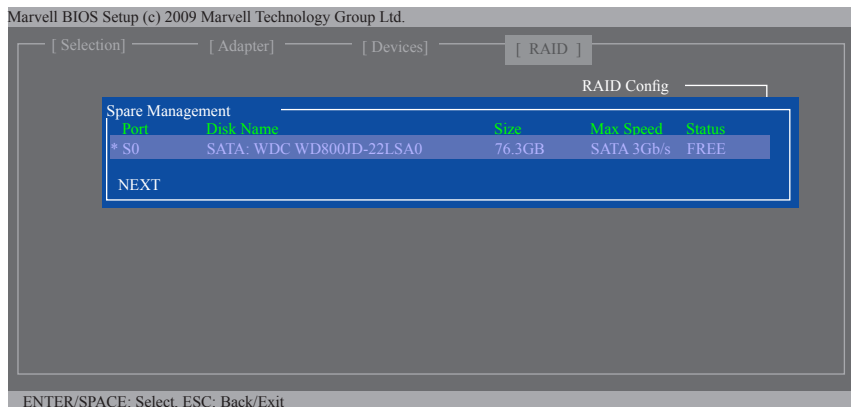 Marvell BIOS Setup (c) 2009 Marvell Technology Group Ltd.
[ Selection] [ Adapter] [ Devices] [ RAID ]
RAID Config
Spare Management
Port Disk Name Size Max Speed Status
* S0 SATA: WDC WD800JD-22LSA0 76.3GB SATA 3Gb/s FREE
NEXT
ENTER/SPACE: Select, ESC: Back/Exit